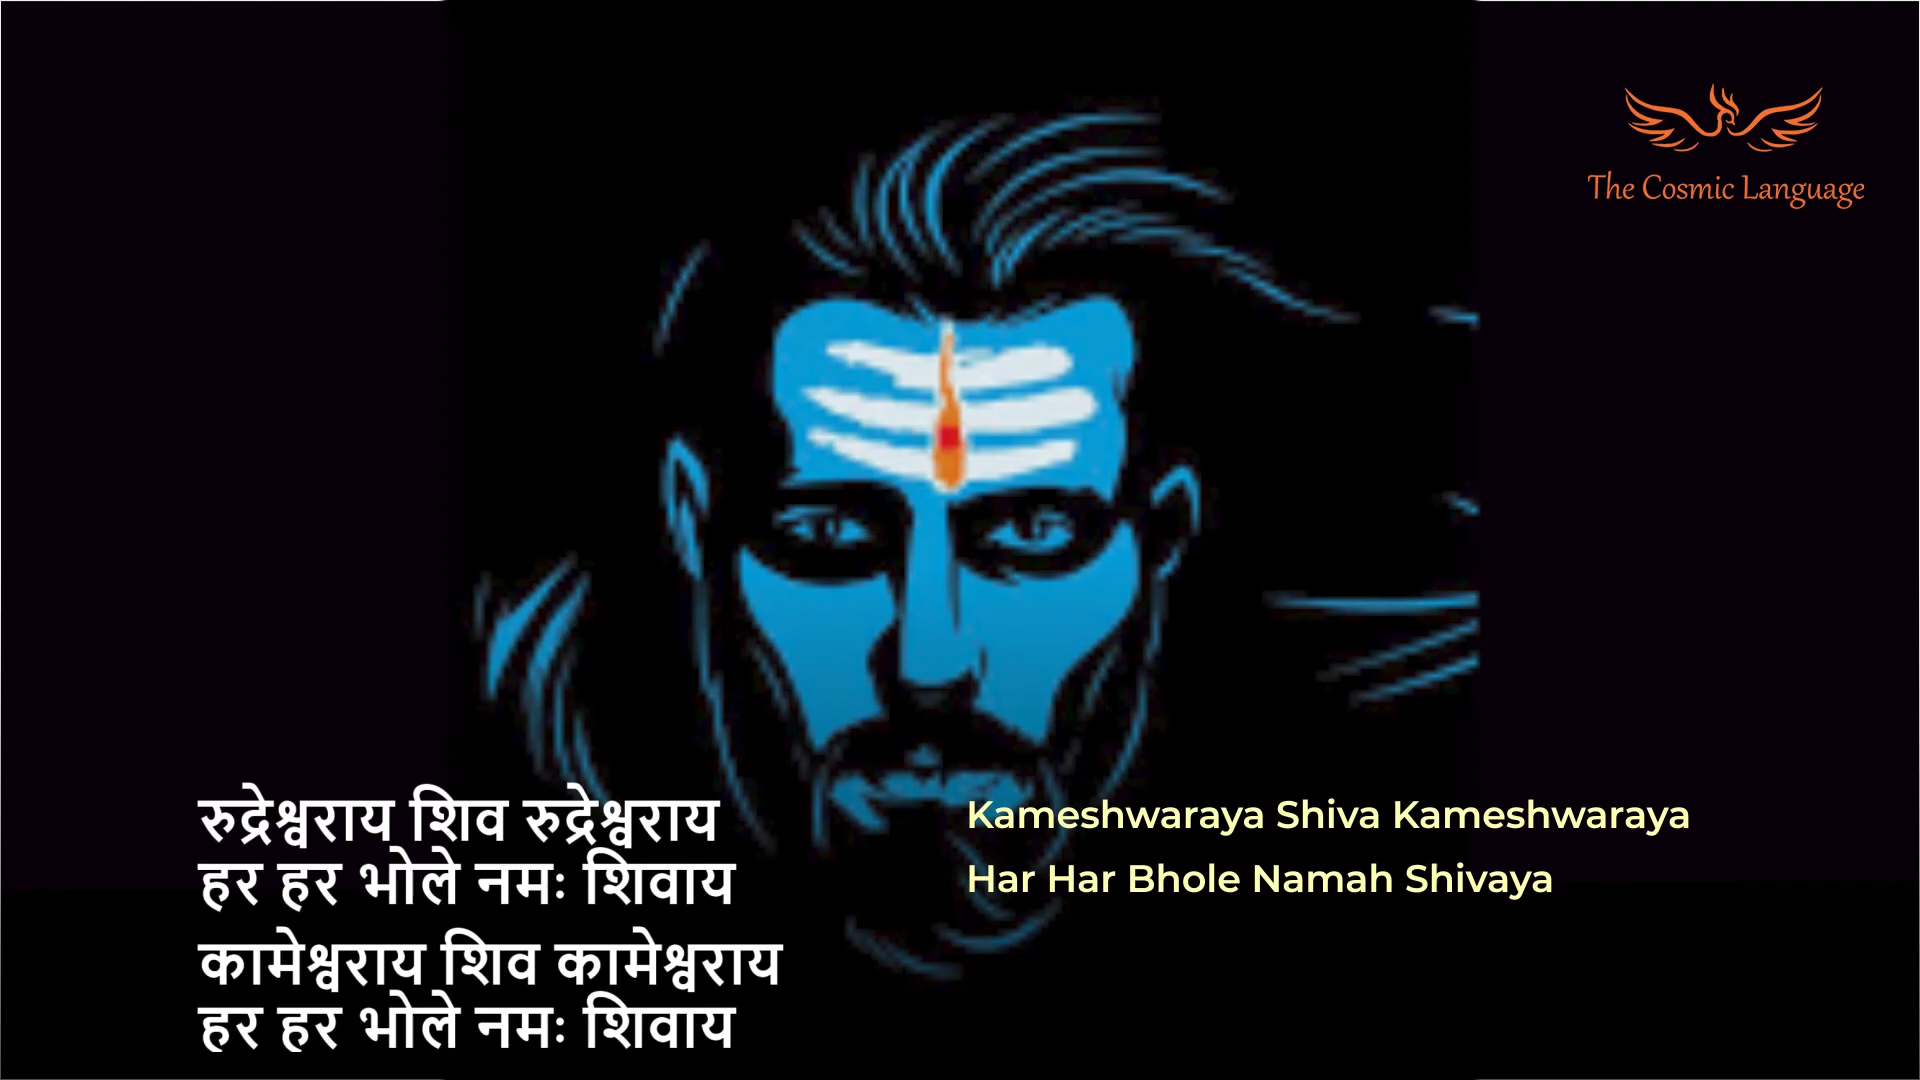 The Cosmic Language
रुद्रेश्वराय शिव रुद्रेश्वराय
हर हर भोले नमः शिवाय
कामेश्वराय शिव कामेश्वराय
हर हर भोले नमः शिवाय
Kameshwaraya Shiva Kameshwaraya
Har Har Bhole Namah Shivaya